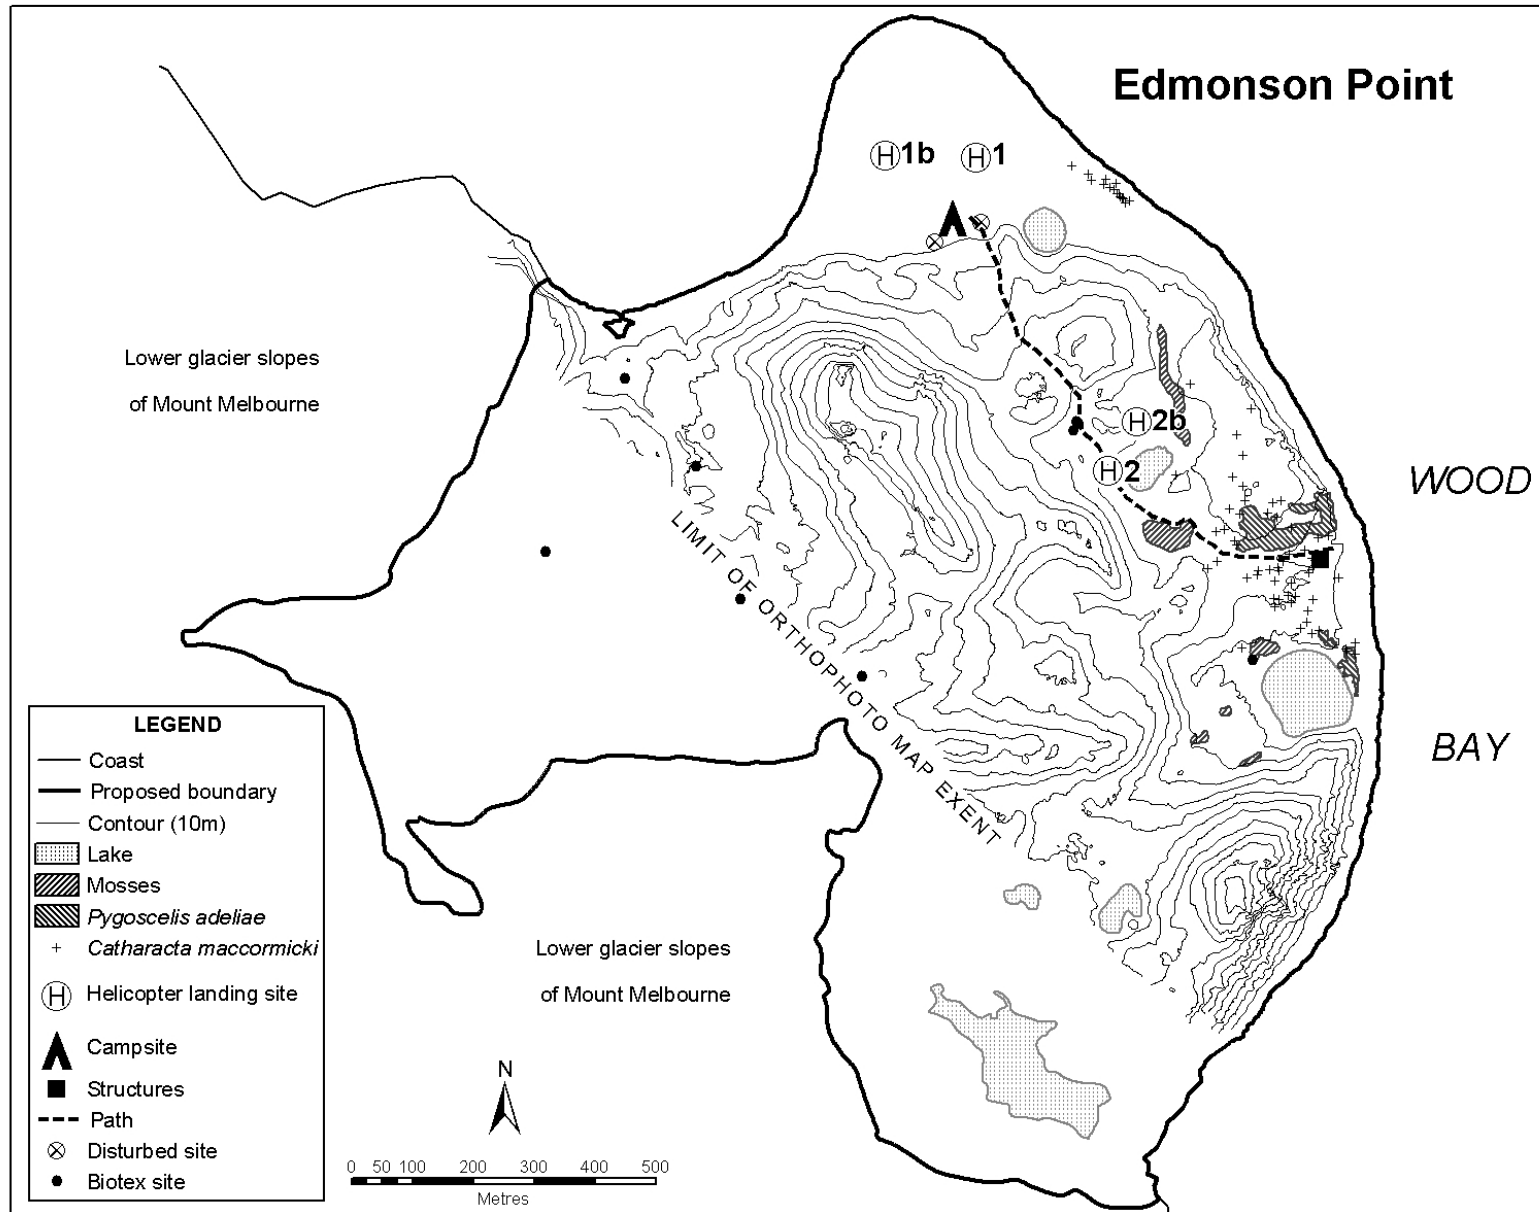 Edmonson Point
H 1b
H 1
H 2b
H 2
Lower glacier slopes
of Mount Melbourne
WOOD
LIMIT OF ORTHOPHOTO MAP EXENT
BAY
LEGEND
Coast
Proposed boundary
Contour (10m)
Lake
Mosses
Pygoscelis adeliae
Catharacta maccormicki
H Helicopter landing site
Campsite
Structures
Path
Disturbed site
Biotex site
Lower glacier slopes
of Mount Melbourne
N
0 50 100 200 300 400 500
Metres